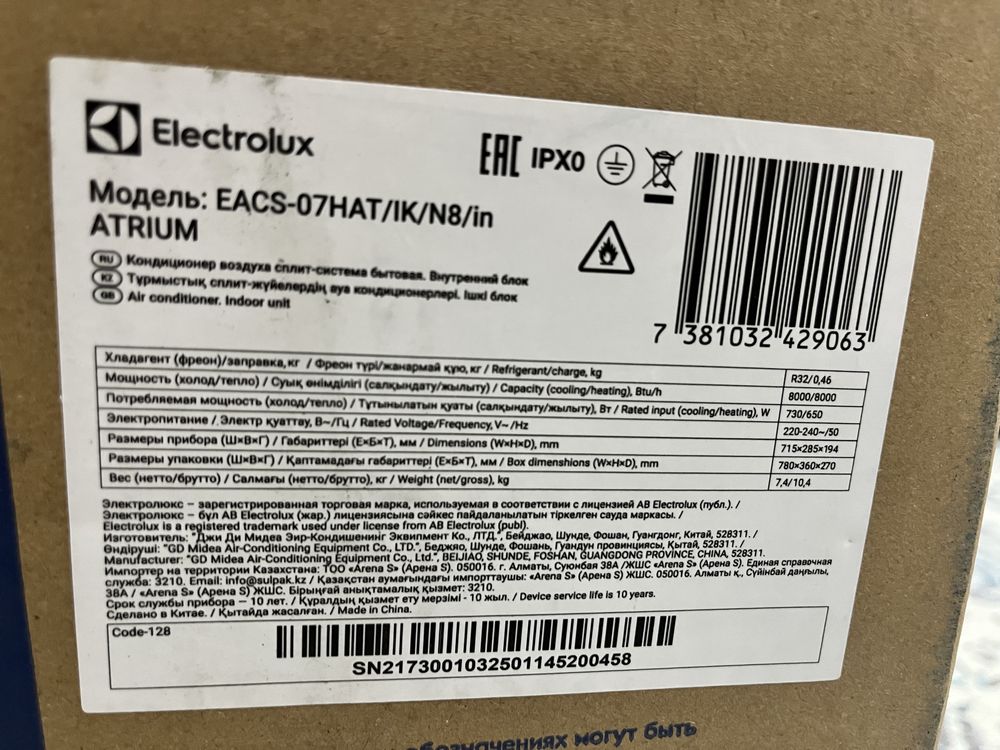 Electrolux
EAC IPX0
Модель: EACS-07HAT/IK/N8/in
ATRIUM
RU Кондиционер воздуха сплит-система бытовая. Внутренний блок
KZ Тұрмыстық сплит-жүйелердің ауа кондиционерлері. Ішкі блок
GB Air conditioner. Indoor unit
7 381032 429063
Хладагент (фреон)/заправка, кг / Фреон түрі/жанармай құю, кг / Refrigerant/charge, kg R32/0,46
Мощность (холод/тепло) / Суық өнімділігі (салқындату/жылыту) / Capacity (cooling/heating), Btu/h 8000/8000
Потребляемая мощность (холод/тепло) / Тұтынылатын қуаты (салқындату/жылыту), Вт / Rated input (cooling/heating), W 730/650
Электропитание / Электр қуаттау, В~/Гц / Rated Voltage/Frequency, V~/Hz 220-240~/50
Размеры прибора (Ш×В×Г) / Габариттері (Е×Б×Т), мм / Dimensions (W×H×D), mm 715×285×194
Размеры упаковки (Ш×В×Г) / Қаптамадағы габариттері (Е×Б×Т), мм / Box dimenshions (W×H×D), mm 780×360×270
Вес (нетто/брутто) / Салмағы (нетто/брутто), кг / Weight (net/gross), kg 7,4/10,4
Электролюкс – зарегистрированная торговая марка, используемая в соответствии с лицензией AB Electrolux (публ.). /
Электролюкс – бұл AB Electrolux (жар.) лицензиясына сәйкес пайдаланылатын тіркелген сауда маркасы. /
Electrolux is a registered trademark used under license from AB Electrolux (publ).
Изготовитель: "Джи Ди Мидеа Эир-Кондишенинг Эквипмент Ко., ЛТД.", Бейджао, Шунде, Фошан, Гуангдонг, Китай, 528311. /
Өндіруші: "GD Midea Air-Conditioning Equipment Co., LTD.", Беджяо, Шунде, Фошань, Гуандун провинциясы, Қытай, 528311. /
Manufacturer: "GD Midea Air-Conditioning Equipment Co., Ltd.", BEIJIAO, SHUNDE, FOSHAN, GUANGDONG PROVINCE, CHINA, 528311.
Импортер на территории Казахстана: ТОО «Arena S» (Арена S). 050016. г. Алматы, Суюнбая 38А /ЖШС «Arena S» (Арена S). Единая справочная
служба: 3210. Email: info@sulpak.kz / Қазақстан аумағындағы импорттаушы: «Arena S» (Арена S) ЖШС. 050016. Алматы қ., Сүйінбай даңғылы,
38А / «Arena S» (Арена S) ЖШС. Бірыңғай анықтамалық қызмет: 3210.
Срок службы прибора – 10 лет. / Құралдың қызмет ету мерзімі - 10 жыл. / Device service life is 10 years.
Сделано в Китае. / Қытайда жасалған. / Made in China.
Code-128
SN2173001032501145200458
обозначениях могут быть